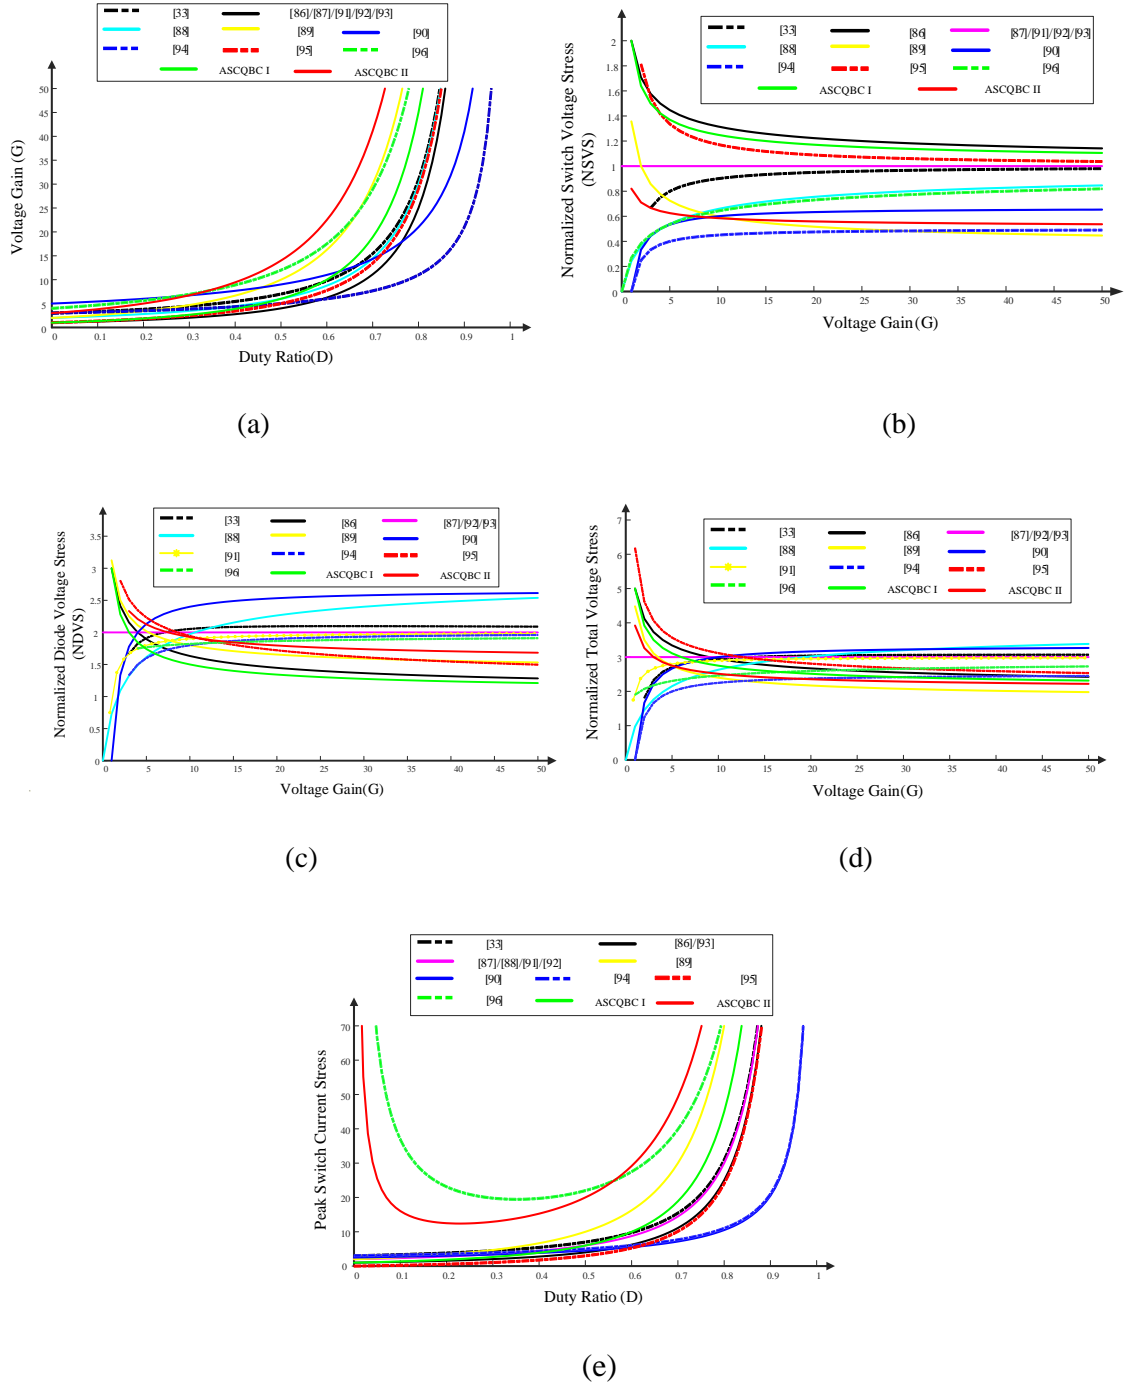 [33] [86]/[87]/[91]/[92]/[93]
[88] [89] [90]
[94] [95] [96]
ASCQBC I ASCQBC II
Voltage Gain (G)
50
45
40
35
30
25
20
15
10
5
0
0 0.1 0.2 0.3 0.4 0.5 0.6 0.7 0.8 0.9 1
Duty Ratio(D)
(a)
[33] [86] [87]/[91]/[92]/[93]
[88] [89] [90]
[94] [95] [96]
ASCQBC I ASCQBC II
Normalized Switch Voltage Stress
(NSVS)
2
1.8
1.6
1.4
1.2
1
0.8
0.6
0.4
0.2
0
0 5 10 15 20 25 30 35 40 45 50
Voltage Gain(G)
(b)
[33] [86] [87]/[92]/[93]
[88] [89] [90]
[91] [94] [95]
[96] ASCQBC I ASCQBC II
Normalized Diode Voltage Stress
(NDVS)
3.5
3
2.5
2
1.5
1
0.5
0
0 5 10 15 20 25 30 35 40 45 50
Voltage Gain(G)
(c)
[33] [86] [87]/[92]/[93]
[88] [89] [90]
[91] [94] [95]
[96] ASCQBC I ASCQBC II
Normalized Total Voltage Stress
7
6
5
4
3
2
1
0
0 5 10 15 20 25 30 35 40 45 50
Voltage Gain(G)
(d)
[33] [86]/[93]
[87]/[88]/[91]/[92] [89]
[90] [94] [95]
[96] ASCQBC I ASCQBC II
Peak Switch Current Stress
70
60
50
40
30
20
10
0
0 0.1 0.2 0.3 0.4 0.5 0.6 0.7 0.8 0.9 1
Duty Ratio (D)
(e)